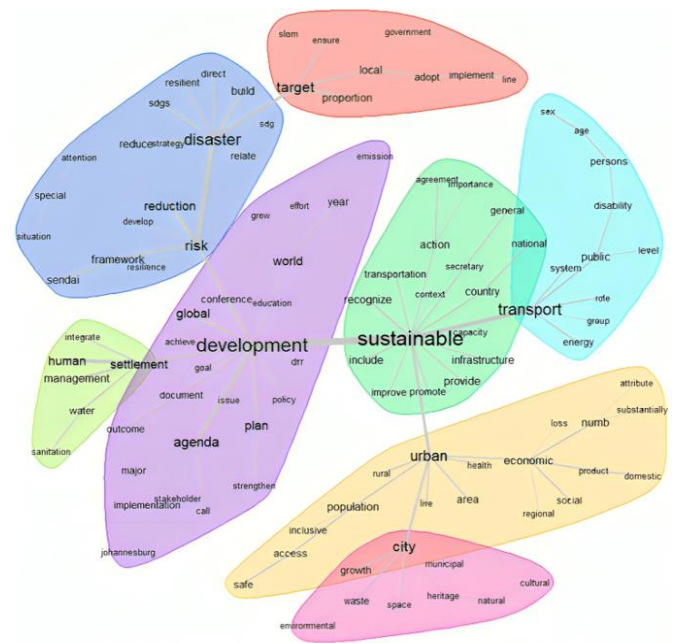 slum
ensure
government
local
adopt
implement
line
target
proportion
direct
resilient
build
sdgs
sdg
disaster
reduce
strategy
relate
attention
special
reduction
develop
situation
risk
framework
resilience
sendai
emission
effort
year
grew
world
conference
education
global
achieve
development
goal
drr
document
issue
policy
outcome
agenda
plan
major
strengthen
stakeholder
implementation
call
johannesburg
integrate
human
settlement
management
water
sanitation
agreement
importance
general
action
national
transportation
secretary
context
country
recognize
capacity
sustainable
include
infrastructure
provide
improve
promote
sex
age
persons
disability
public
level
system
role
transport
group
energy
attribute
substantially
loss
numb
urban
economic
rural
health
product
domestic
population
area
social
regional
inclusive
access
safe
city
growth
municipal
cultural
waste
space
heritage
natural
environmental